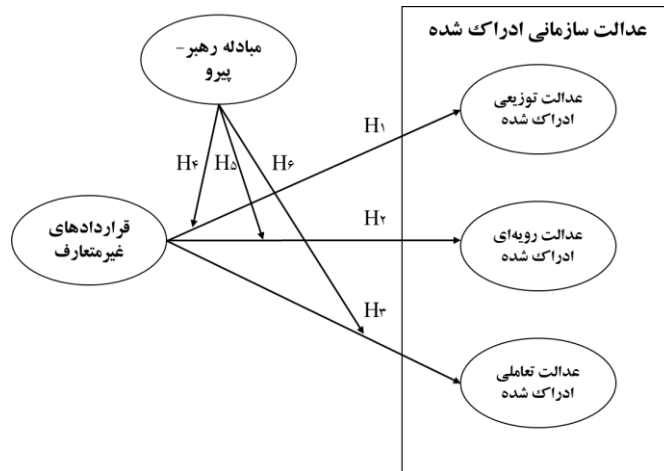 عدالت سازمانی ادراک شده
مبادله رهبر-
پیرو
عدالت توزیعی
ادراک شده
H۱
H۴
H۵
H۶
قراردادهای
غیرمتعارف
H۲
عدالت رویه‌ای
ادراک شده
H۳
عدالت تعاملی
ادراک شده